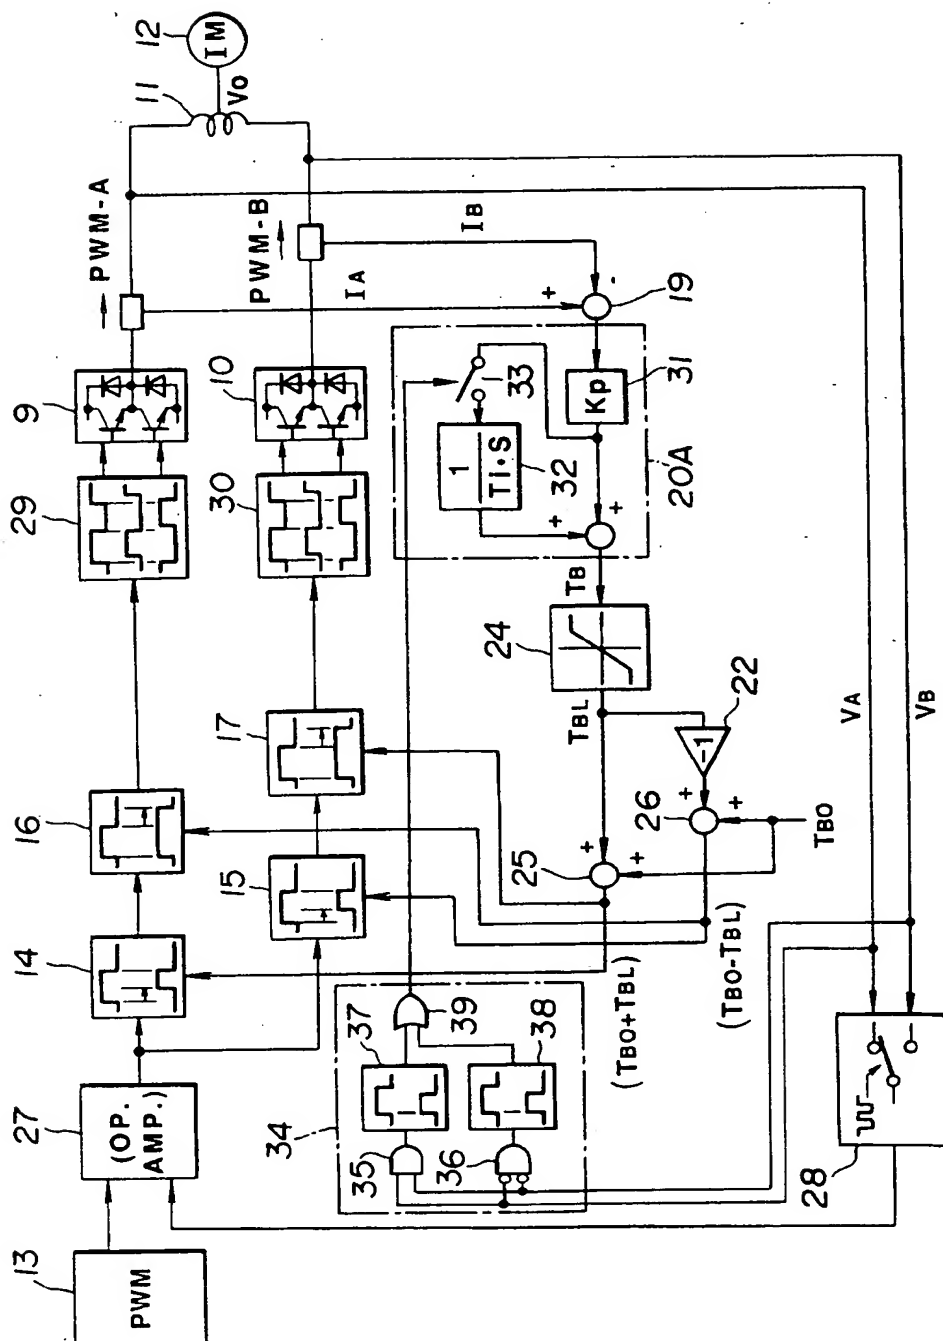 12
IM
11
Vo
PWM-A
PWM-B
IA
IB
+
-
19
9
10
29
30
33
Kp
31
1
Ti·S
32
20A
+
+
TB
24
TBL
-1
22
VA
VB
16
17
+
26
+
TBO
+
25
+
14
15
(TBO+TBL)
(TBO-TBL)
39
37
38
34
35
36
27
(OP.
AMP.)
28
13
PWM